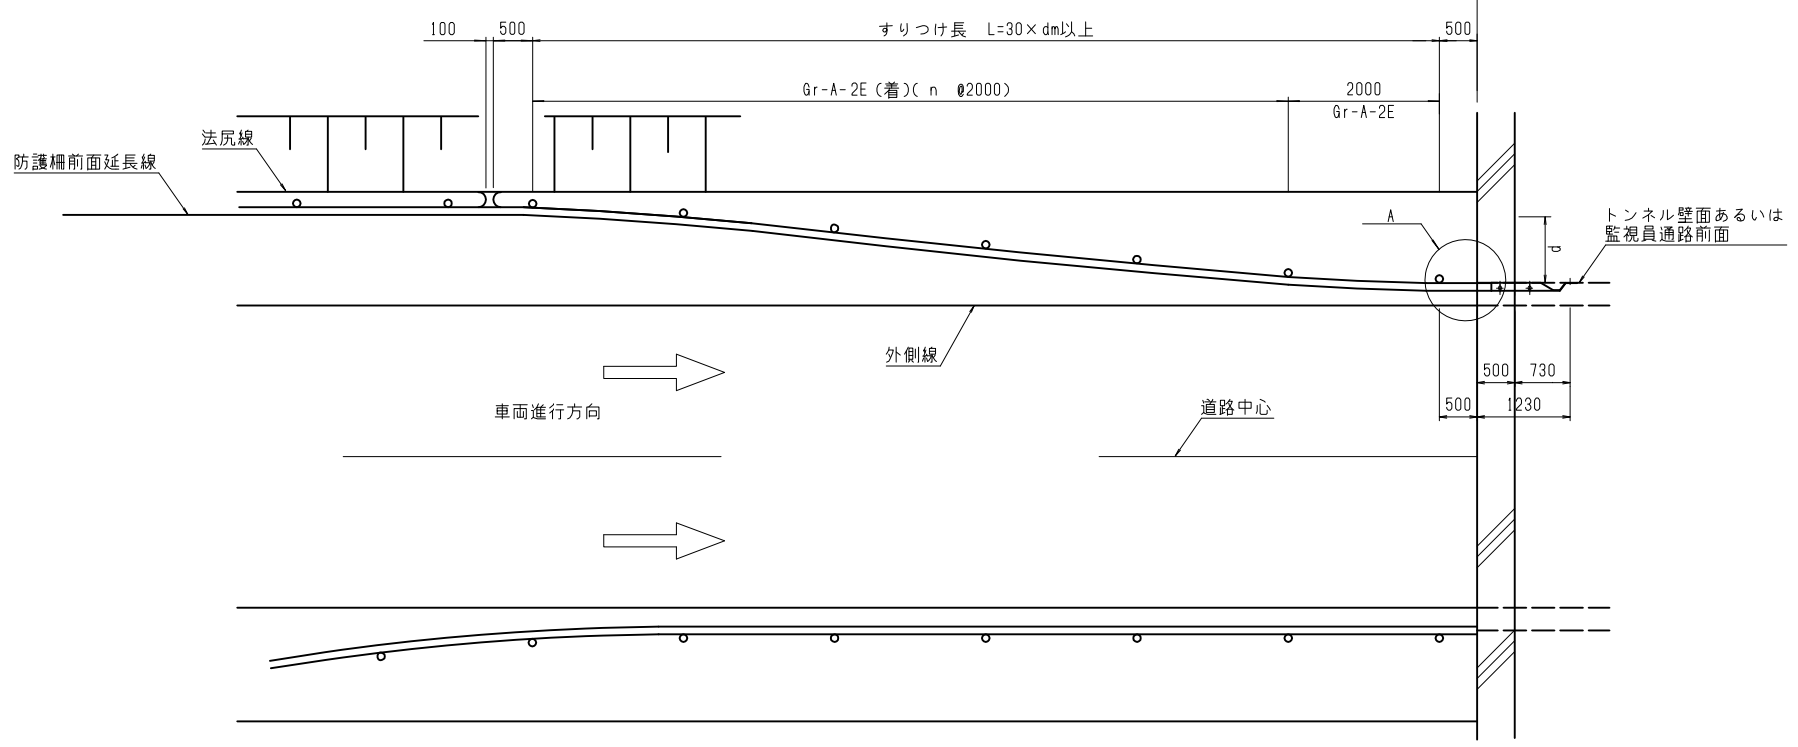 100
500
すりつけ長 L=30×dm以上
500
Gr-A-2E(着)( n @2000)
2000
Gr-A-2E
法尻線
防護柵前面延長線
A
d
トンネル壁面あるいは
監視員通路前面
外側線
500
730
車両進行方向
道路中心
500
1230